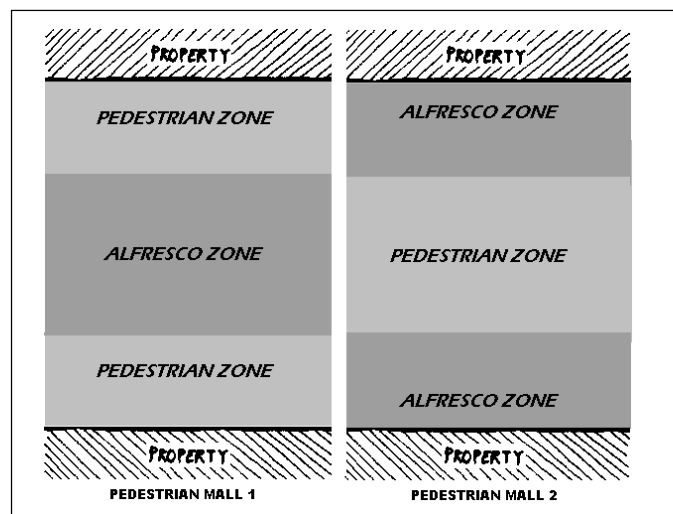 PROPERTY
PEDESTRIAN ZONE
ALFRESCO ZONE
PEDESTRIAN ZONE
PROPERTY
PEDESTRIAN MALL 1
PROPERTY
ALFRESCO ZONE
PEDESTRIAN ZONE
ALFRESCO ZONE
PROPERTY
PEDESTRIAN MALL 2